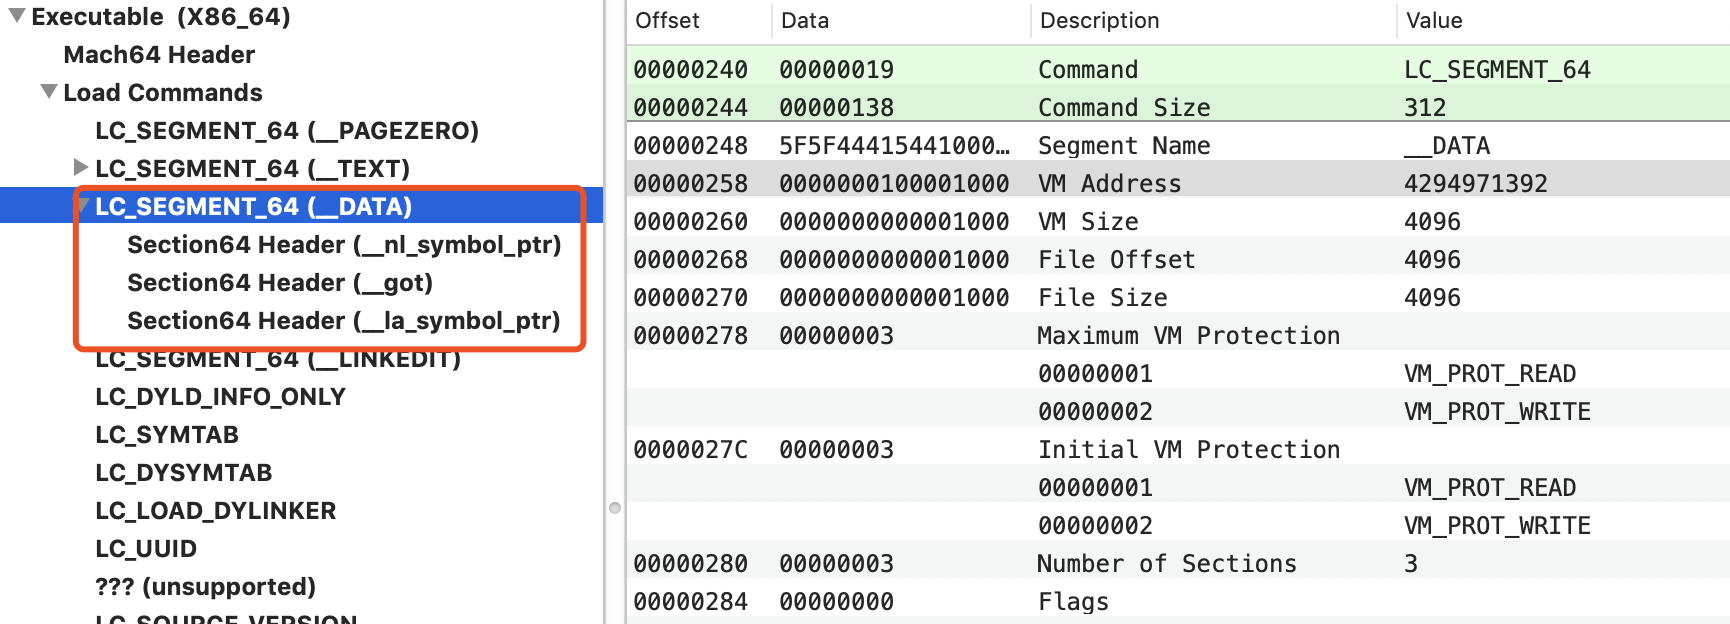 Executable (X86_64)
Mach64 Header
Load Commands
LC_SEGMENT_64 (__PAGEZERO)
LC_SEGMENT_64 (__TEXT)
LC_SEGMENT_64 (__DATA)
Section64 Header (__nl_symbol_ptr)
Section64 Header (__got)
Section64 Header (__la_symbol_ptr)
LC_SEGMENT_64 (__LINKEDIT)
LC_DYLD_INFO_ONLY
LC_SYMTAB
LC_DYSYMTAB
LC_LOAD_DYLINKER
LC_UUID
??? (unsupported)
LC_SOURCE_VERSION
Offset Data Description Value
00000240 00000019 Command LC_SEGMENT_64
00000244 00000138 Command Size 312
00000248 5F5F44415441000… Segment Name __DATA
00000258 0000000100001000 VM Address 4294971392
00000260 0000000000001000 VM Size 4096
00000268 0000000000001000 File Offset 4096
00000270 0000000000001000 File Size 4096
00000278 00000003 Maximum VM Protection
00000001 VM_PROT_READ
00000002 VM_PROT_WRITE
0000027C 00000003 Initial VM Protection
00000001 VM_PROT_READ
00000002 VM_PROT_WRITE
00000280 00000003 Number of Sections 3
00000284 00000000 Flags